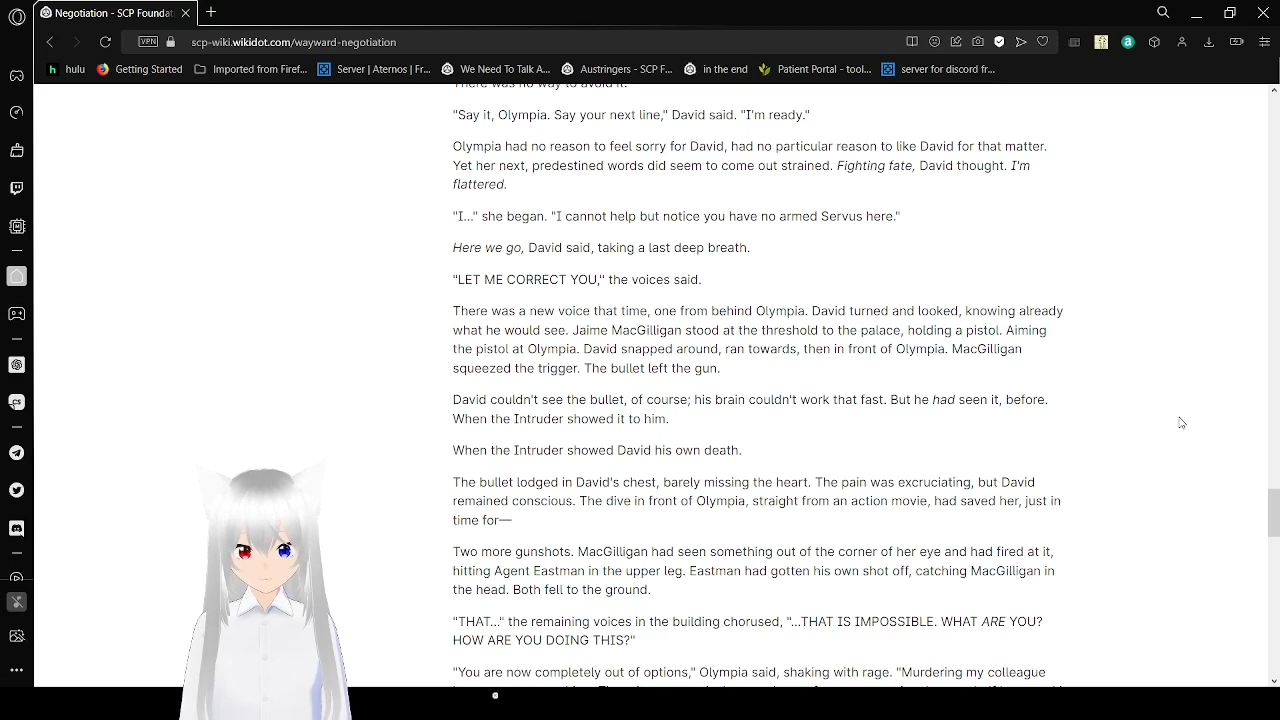 Negotiation - SCP Foundat
scp-wiki.wikidot.com/wayward-negotiation
VPN
hulu
Getting Started
Imported from Firef...
Server | Aternos | Fr...
We Need To Talk A...
Austringers - SCP F...
in the end
Patient Portal - tool...
server for discord fr...
There was no way to avoid it.
"Say it, Olympia. Say your next line," David said. "I'm ready."
Olympia had no reason to feel sorry for David, had no particular reason to like David for that matter.
Yet her next, predestined words did seem to come out strained. Fighting fate, David thought. I'm
flattered.
"I..." she began. "I cannot help but notice you have no armed Servus here."
Here we go, David said, taking a last deep breath.
"LET ME CORRECT YOU," the voices said.
There was a new voice that time, one from behind Olympia. David turned and looked, knowing already
what he would see. Jaime MacGilligan stood at the threshold to the palace, holding a pistol. Aiming
the pistol at Olympia. David snapped around, ran towards, then in front of Olympia. MacGilligan
squeezed the trigger. The bullet left the gun.
David couldn't see the bullet, of course; his brain couldn't work that fast. But he had seen it, before.
When the Intruder showed it to him.
When the Intruder showed David his own death.
The bullet lodged in David's chest, barely missing the heart. The pain was excruciating, but David
remained conscious. The dive in front of Olympia, straight from an action movie, had saved her, just in
time for—
Two more gunshots. MacGilligan had seen something out of the corner of her eye and had fired at it,
hitting Agent Eastman in the upper leg. Eastman had gotten his own shot off, catching MacGilligan in
the head. Both fell to the ground.
"THAT..." the remaining voices in the building chorused, "...THAT IS IMPOSSIBLE. WHAT ARE YOU?
HOW ARE YOU DOING THIS?"
"You are now completely out of options," Olympia said, shaking with rage. "Murdering my colleague